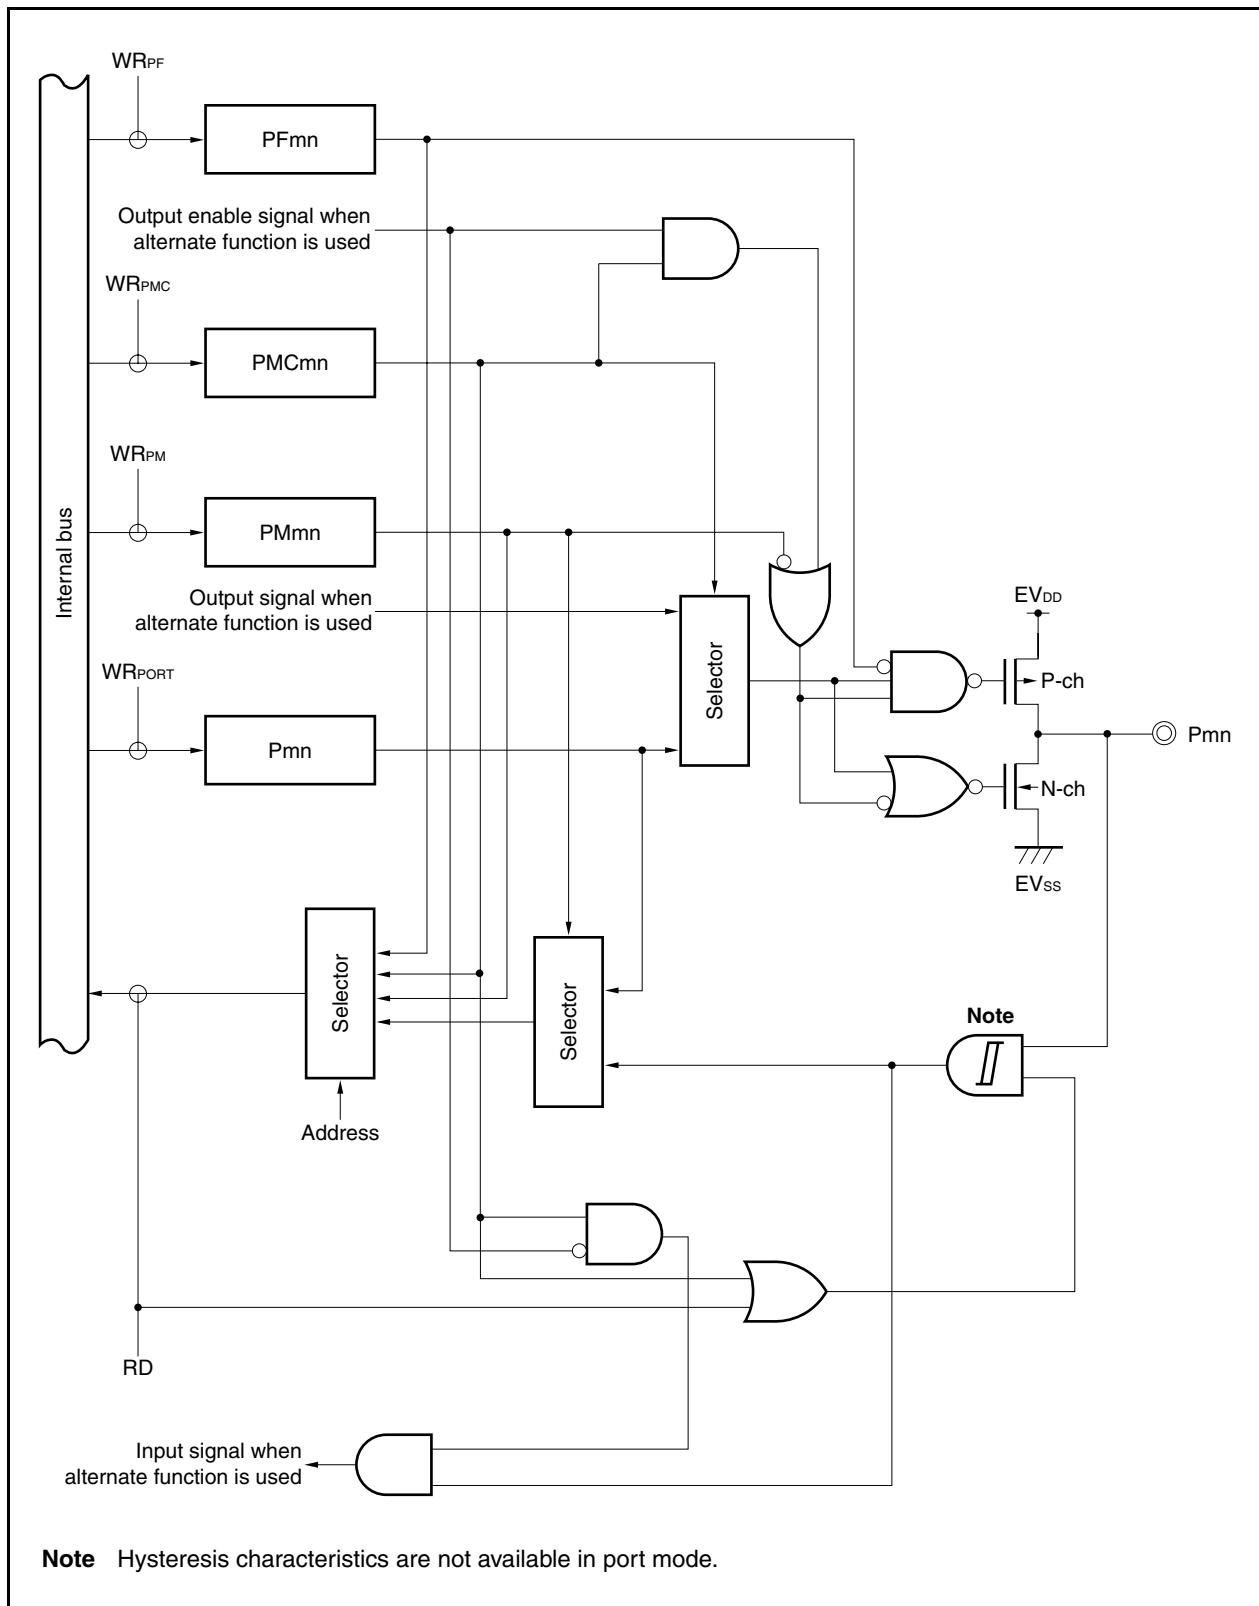 WRPF
PFmn
Output enable signal when
alternate function is used
WRPMC
PMCmn
WRPM
PMmn
Internal bus
Output signal when
alternate function is used
EVDD
WRPORT
Selector
P-ch
Pmn
Pmn
N-ch
EVSS
Selector
Selector
Note
Address
RD
Input signal when
alternate function is used
Note Hysteresis characteristics are not available in port mode.